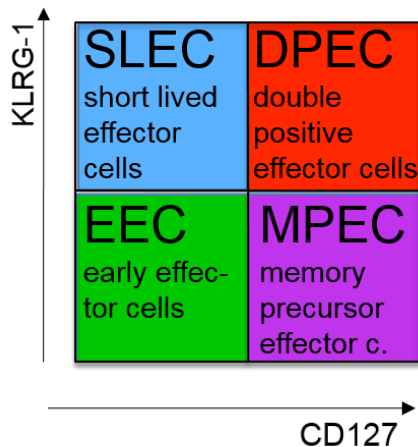 KLRG-1
SLEC
short lived
effector
cells
DPEC
double
positive
effector cells
EEC
early effec-
tor cells
MPEC
memory
precursor
effector c.
CD127